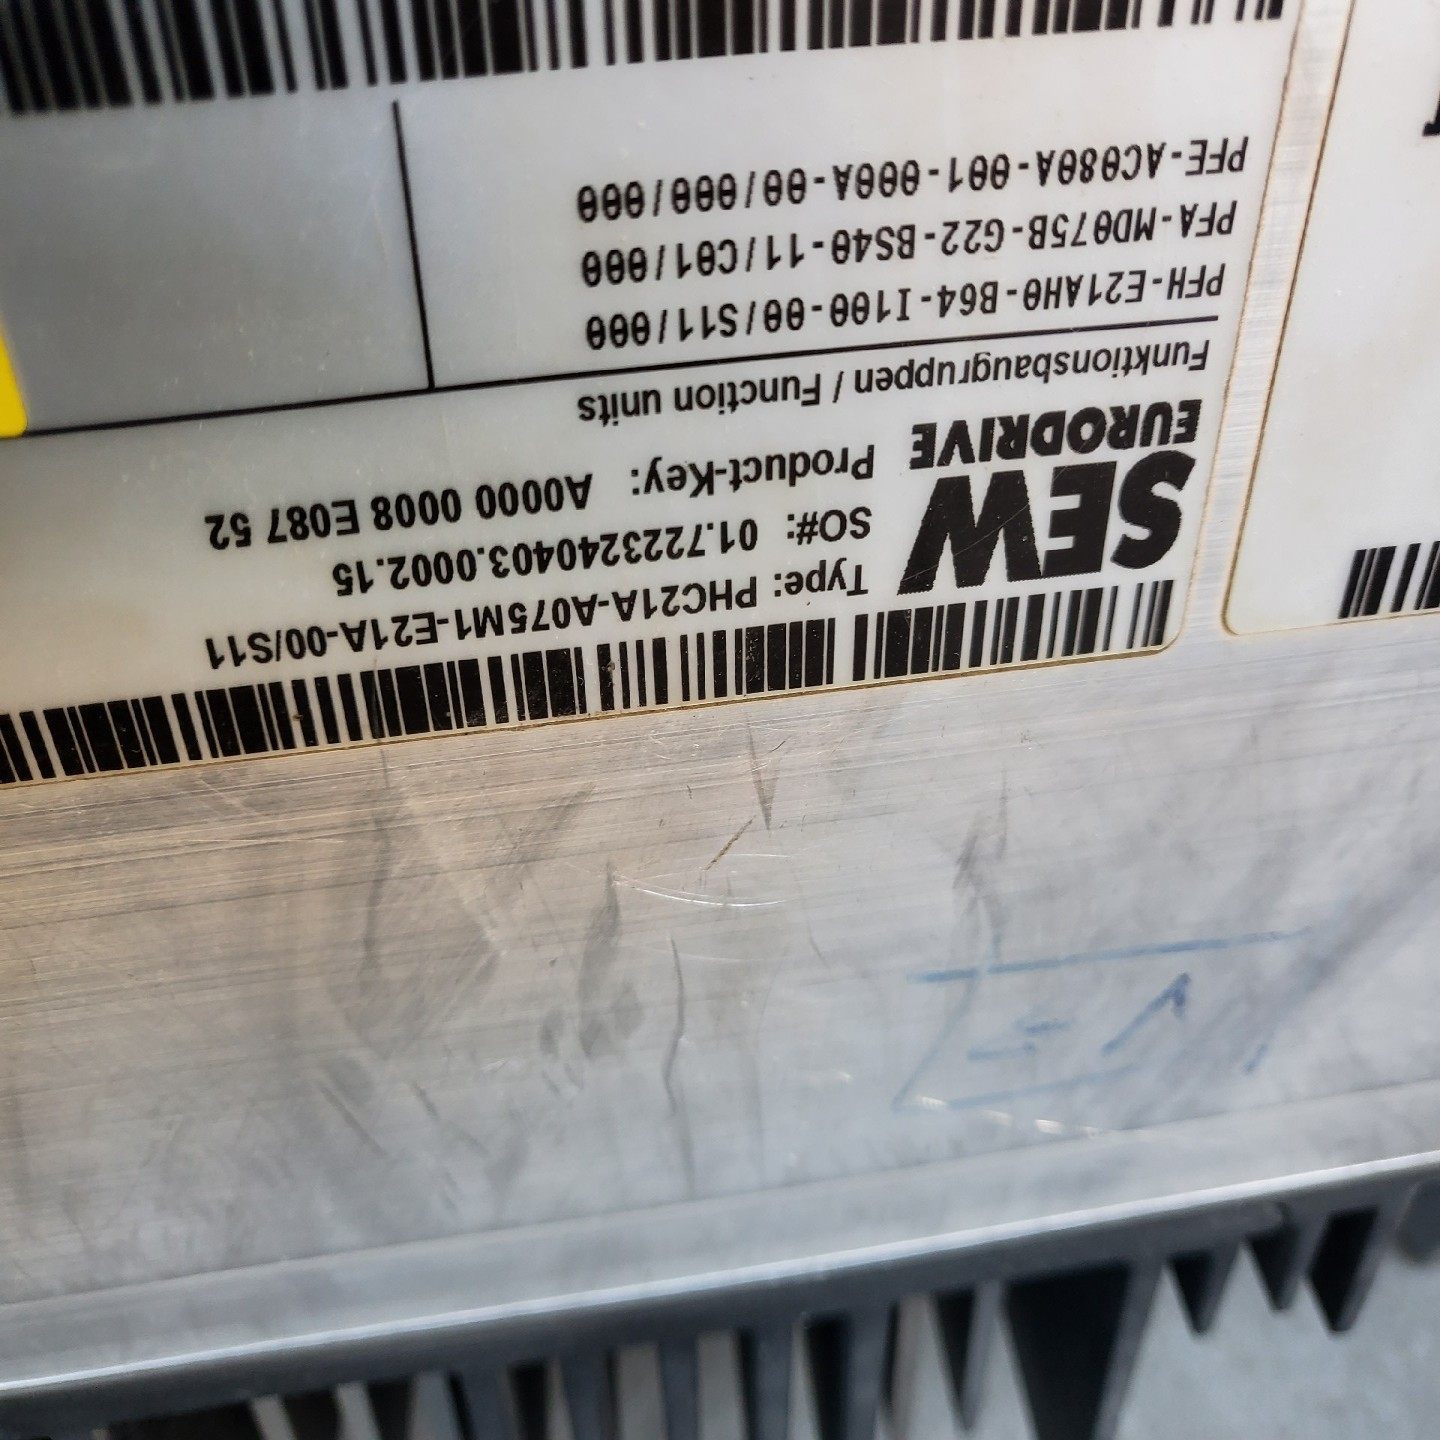 Type: PHC21A-A075M1-E21A-00/S11
SO#: 01.7223240403.0002.15
Product-Key: A0000 0008 E087 52
SEW
EURODRIVE
Funktionsbaugruppen / Function units
PFH-E21AH0-B64-I100-00/S11/000
PFA-MD075B-G22-BS40-11/C01/000
PFE-AC080A-001-000A-00/000/000